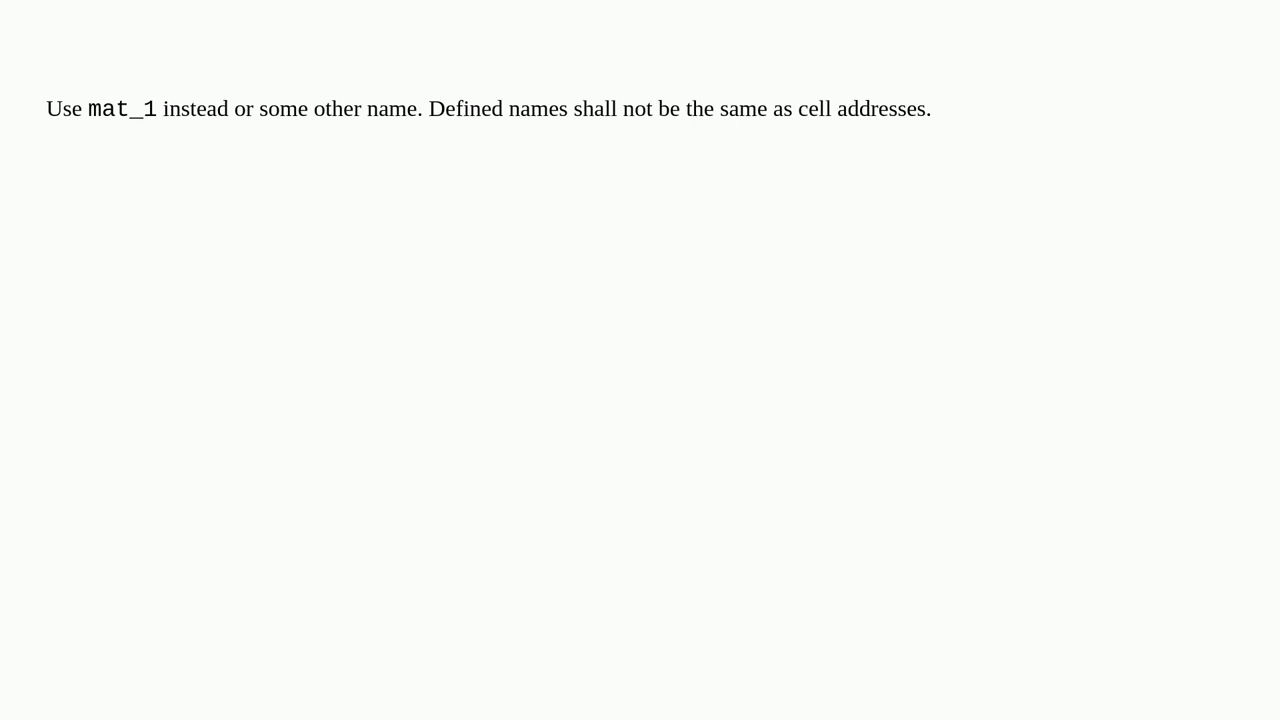 Use mat_1 instead or some other name. Defined names shall not be the same as cell addresses.